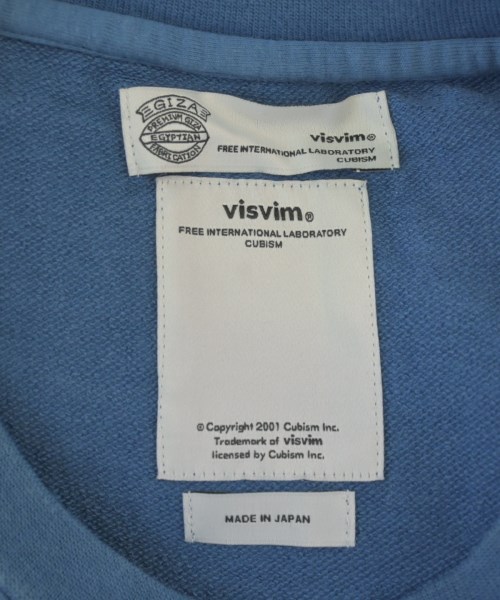 GIZA
PREMIUM GIZA
EGYPTIAN
FABRICATION
visvim®
FREE INTERNATIONAL LABORATORY
CUBISM
visvim®
FREE INTERNATIONAL LABORATORY
CUBISM
© Copyright 2001 Cubism Inc.
Trademark of visvim
licensed by Cubism Inc.
MADE IN JAPAN